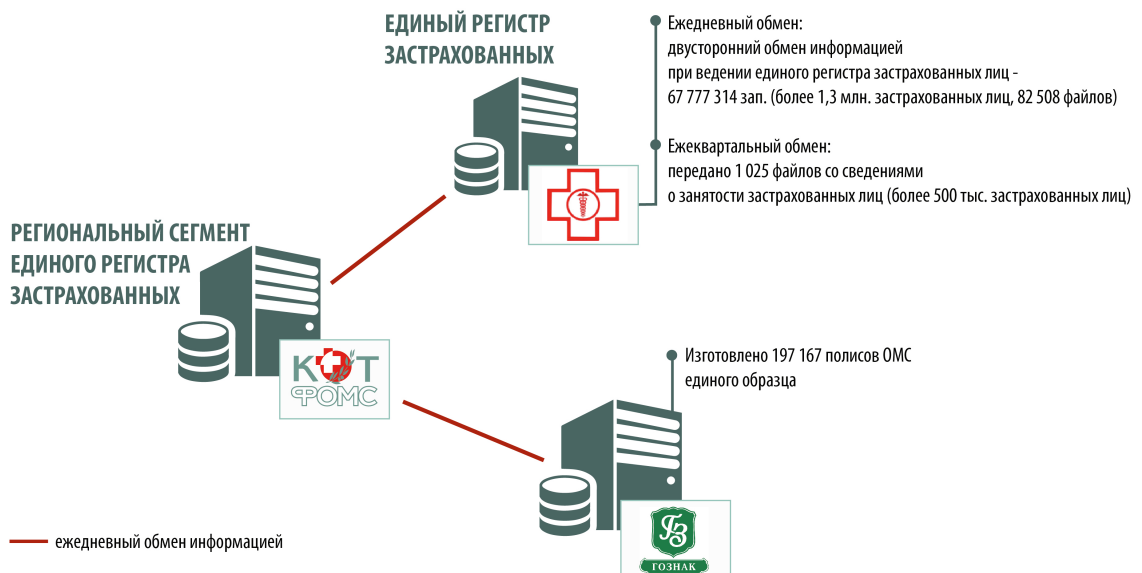 ЕДИНЫЙ РЕГИСТР
ЗАСТРАХОВАННЫХ
Ежедневный обмен:
двусторонний обмен информацией
при ведении единого регистра застрахованных лиц -
67 777 314 зап. (более 1,3 млн. застрахованных лиц, 82 508 файлов)
Ежеквартальный обмен:
передано 1 025 файлов со сведениями
о занятости застрахованных лиц (более 500 тыс. застрахованных лиц)
РЕГИОНАЛЬНЫЙ СЕГМЕНТ
ЕДИНОГО РЕГИСТРА
ЗАСТРАХОВАННЫХ
КОТ
ФОМС
Изготовлено 197 167 полисов ОМС
единого образца
ГЗ
ГОЗНАК
ежедневный обмен информацией